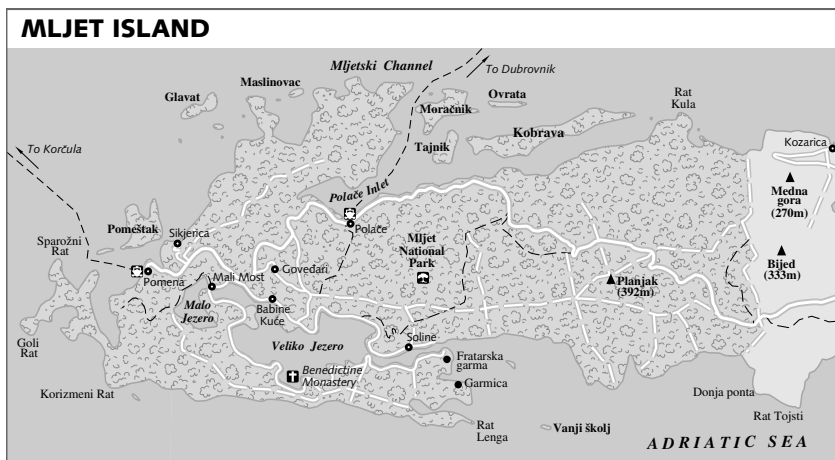 MLJET ISLAND
Mljetski Channel
To Dubrovnik
Maslinovac
Glavat
Ovrata
Moračnik
Rat
Kula
Kobrava
Tajnik
Kozarica
To Korčula
Medna
gora
(270m)
Polače Inlet
Pomeštak
Sikjerica
Polače
Sparožni
Rat
Mljet
National
Park
Bijed
(333m)
Goveđari
Pomena
Mali Most
Planjak
(392m)
Malo
Jezero
Babine
Kuće
Goli
Rat
Veliko Jezero
Soline
Fratarska
garma
Benedictine
Monastery
Garmica
Korizmeni Rat
Donja ponta
Rat Tojsti
Rat
Lenga
Vanji školj
ADRIATIC SEA